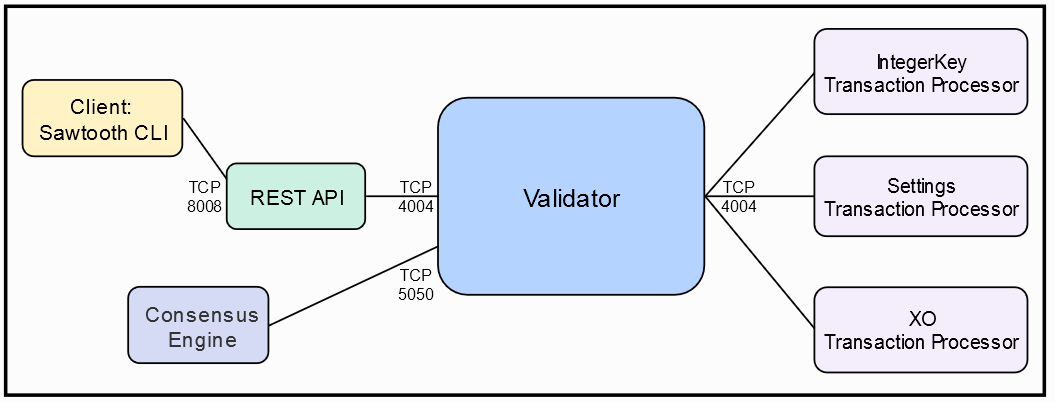 Client:
Sawtooth CLI
TCP
8008
REST API
TCP
4004
Consensus
Engine
TCP
5050
Validator
TCP
4004
IntegerKey
Transaction Processor
Settings
Transaction Processor
XO
Transaction Processor